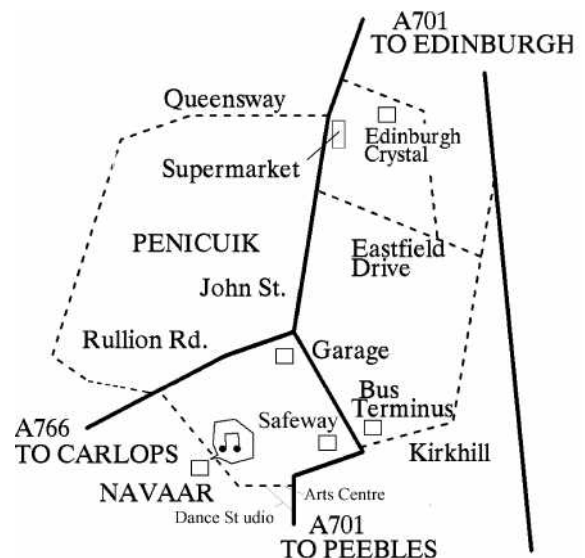 A701
TO EDINBURGH
Queensway
Edinburgh
Crystal
Supermarket
PENICUIK
Eastfield
Drive
John St.
Rullion Rd.
Garage
Bus
Terminus
A766
TO CARLOPS
Safeway
Kirkhill
NAVAAR
Arts Centre
Dance St udio
A701
TO PEEBLES